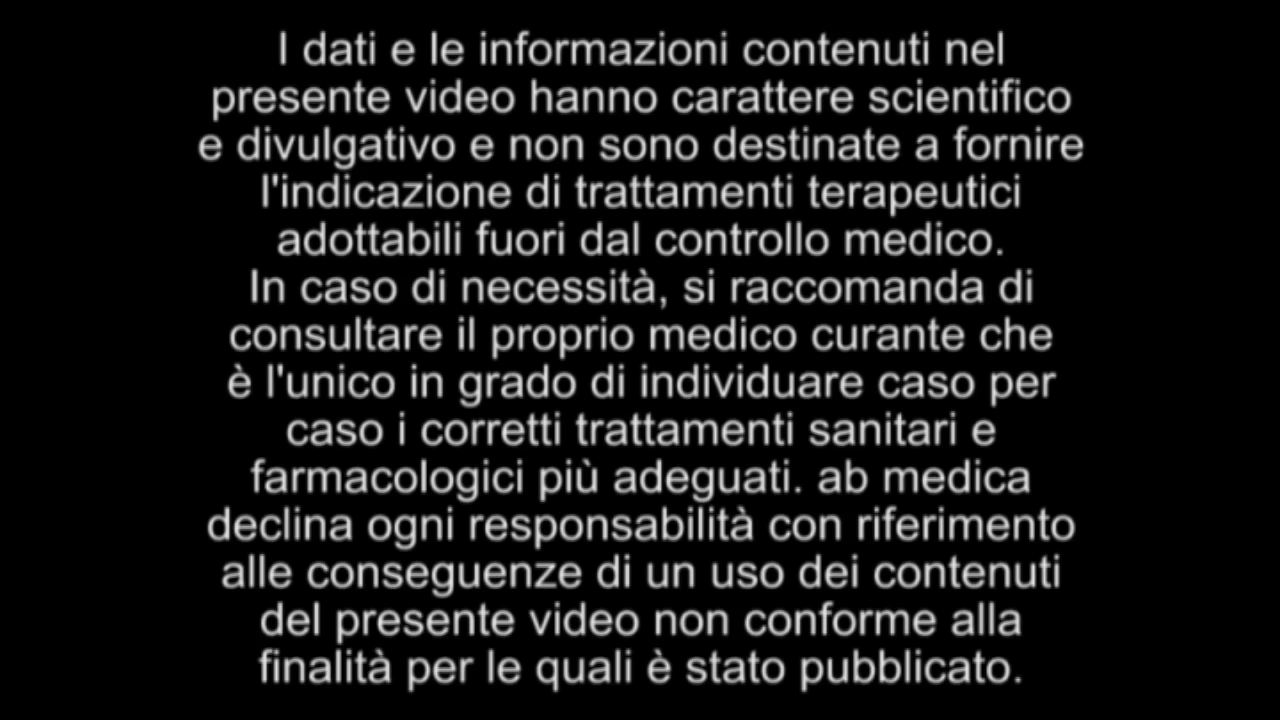 I dati e le informazioni contenuti nel
presente video hanno carattere scientifico
e divulgativo e non sono destinate a fornire
l'indicazione di trattamenti terapeutici
adottabili fuori dal controllo medico.
In caso di necessità, si raccomanda di
consultare il proprio medico curante che
è l'unico in grado di individuare caso per
caso i corretti trattamenti sanitari e
farmacologici più adeguati. ab medica
declina ogni responsabilità con riferimento
alle conseguenze di un uso dei contenuti
del presente video non conforme alla
finalità per le quali è stato pubblicato.